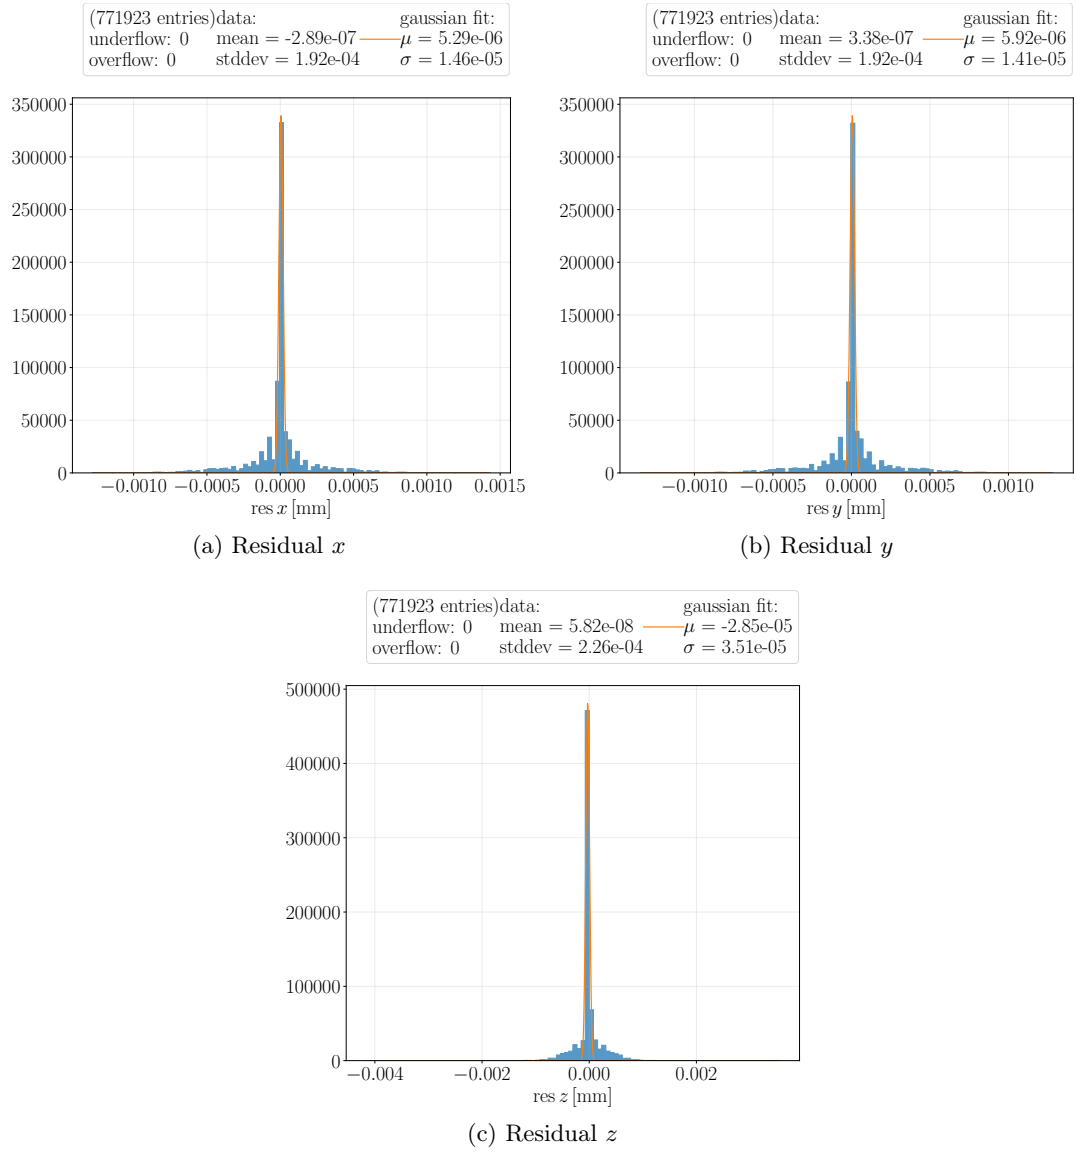 (771923 entries) data: gaussian fit:
underflow: 0 mean = -2.89e-07 μ = 5.29e-06
overflow: 0 stddev = 1.92e-04 σ = 1.46e-05
350000
300000
250000
200000
150000
100000
50000
0
−0.0010 −0.0005 0.0000 0.0005 0.0010 0.0015
res x [mm]
(a) Residual x
(771923 entries) data: gaussian fit:
underflow: 0 mean = 3.38e-07 μ = 5.92e-06
overflow: 0 stddev = 1.92e-04 σ = 1.41e-05
350000
300000
250000
200000
150000
100000
50000
0
−0.0010 −0.0005 0.0000 0.0005 0.0010
res y [mm]
(b) Residual y
(771923 entries) data: gaussian fit:
underflow: 0 mean = 5.82e-08 μ = -2.85e-05
overflow: 0 stddev = 2.26e-04 σ = 3.51e-05
500000
400000
300000
200000
100000
0
−0.004 −0.002 0.000 0.002
res z [mm]
(c) Residual z